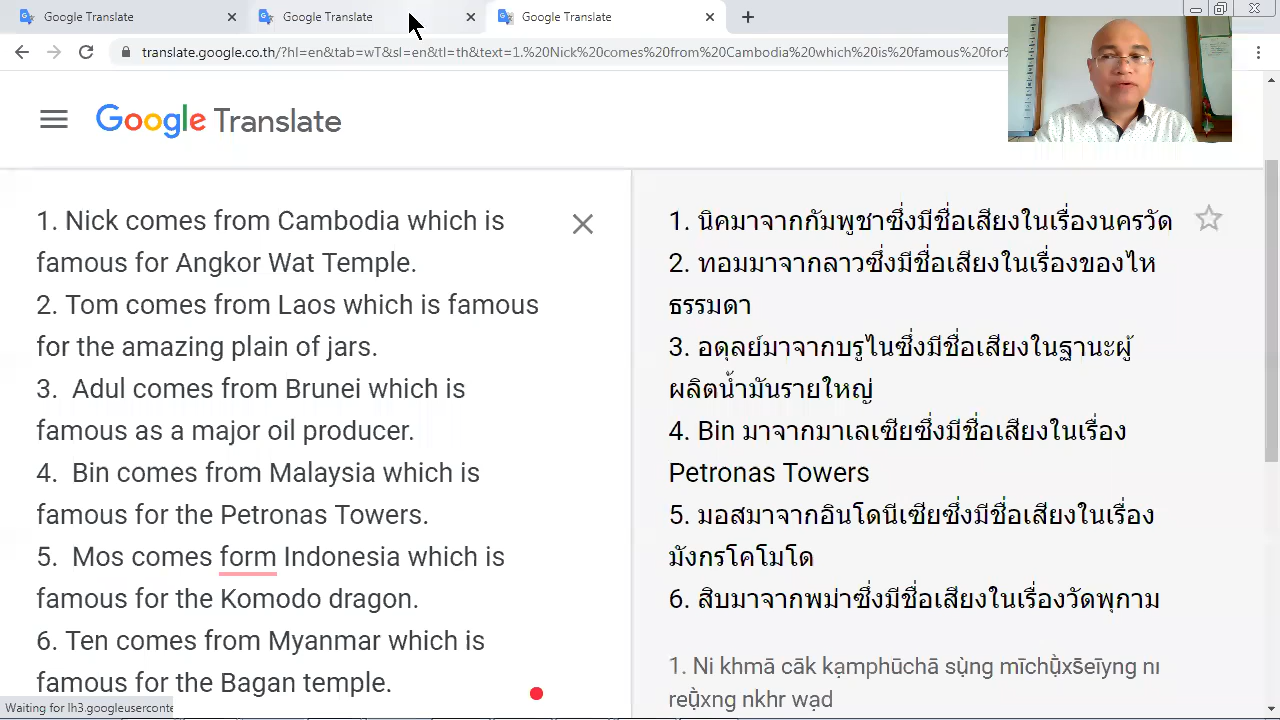 Google Translate
Google Translate
Google Translate
translate.google.co.th/?hl=en&tab=wT&sl=en&tl=th&text=1.%20Nick%20comes%20from%20Cambodia%20which%20is%20famous%20for%
Google Translate
1. Nick comes from Cambodia which is
famous for Angkor Wat Temple.
2. Tom comes from Laos which is famous
for the amazing plain of jars.
3. Adul comes from Brunei which is
famous as a major oil producer.
4. Bin comes from Malaysia which is
famous for the Petronas Towers.
5. Mos comes form Indonesia which is
famous for the Komodo dragon.
6. Ten comes from Myanmar which is
famous for the Bagan temple.
1. นิคมาจากกัมพูชาซึ่งมีชื่อเสียงในเรื่องนครวัด
2. ทอมมาจากลาวซึ่งมีชื่อเสียงในเรื่องของไห
ธรรมดา
3. อดุลย์มาจากบรูไนซึ่งมีชื่อเสียงในฐานะผู้
ผลิตน้ำมันรายใหญ่
4. Bin มาจากมาเลเซียซึ่งมีชื่อเสียงในเรื่อง
Petronas Towers
5. มอสมาจากอินโดนีเซียซึ่งมีชื่อเสียงในเรื่อง
มังกรโคโมโด
6. สิบมาจากพม่าซึ่งมีชื่อเสียงในเรื่องวัดพุกาม
1. Ni khmā cāk kạmphūchā sụ̀ng mīchụ̄̀xs̄eīyng nı
reụ̄̀xng nkhr wạd
Waiting for lh3.googleuserconte